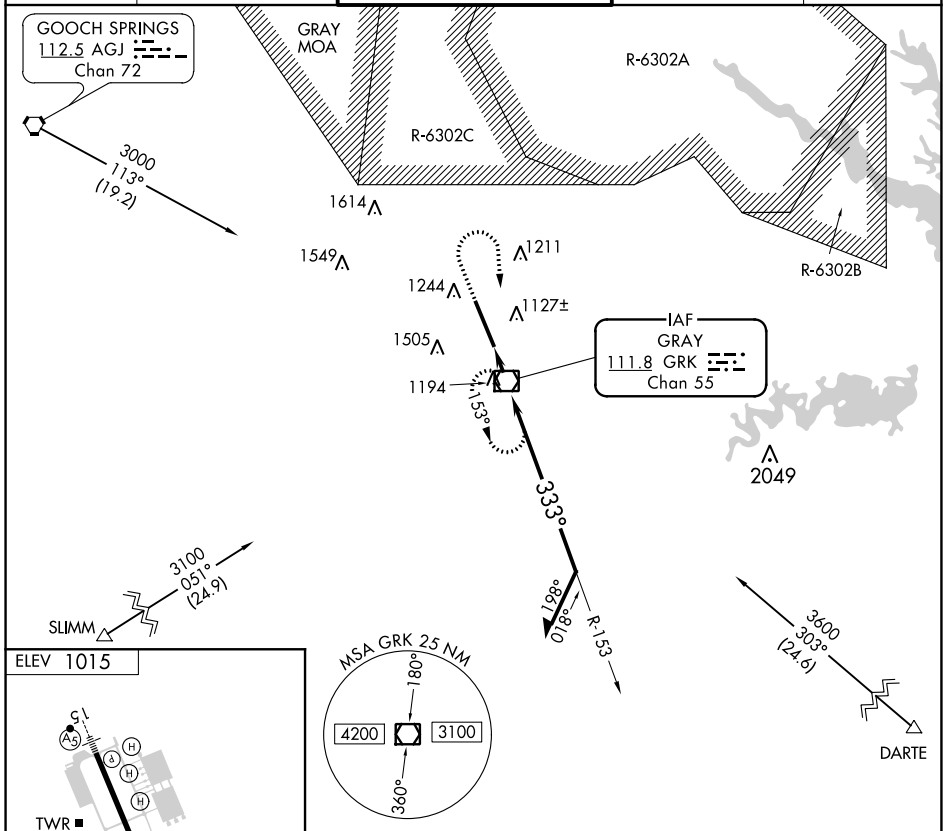 GOOCH SPRINGS
112.5 AGJ
Chan 72
GRAY
MOA
R-6302A
R-6302C
R-6302B
3000
113°
(19.2)
1614
1549
1211
1244
1127±
1505
1194
IAF
GRAY
111.8 GRK
Chan 55
153°
2049
333°
198°
018°
R-153
3100
051°
(24.9)
SLIMM
3600
303°
(24.6)
DARTE
MSA GRK 25 NM
180°
4200
3100
360°
ELEV 1015
15
A5
H
P
H
H
TWR